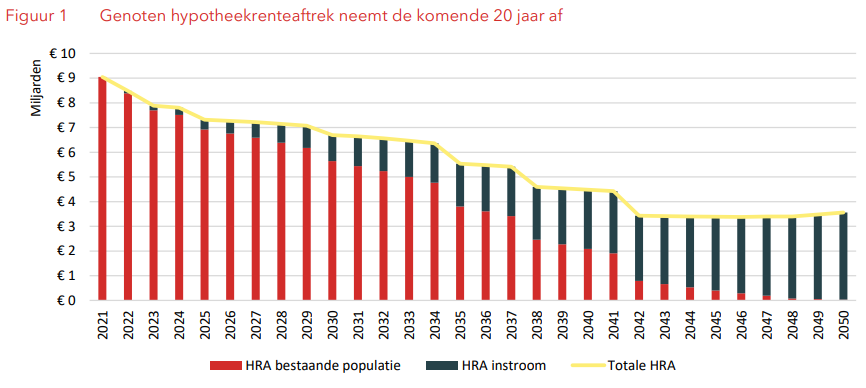 Figuur 1 Genoten hypotheekrenteaftrek neemt de komende 20 jaar af
Miljarden
€ 10
€ 9
€ 8
€ 7
€ 6
€ 5
€ 4
€ 3
€ 2
€ 1
€ 0
2021 2022 2023 2024 2025 2026 2027 2028 2029 2030 2031 2032 2033 2034 2035 2036 2037 2038 2039 2040 2041 2042 2043 2044 2045 2046 2047 2048 2049 2050
HRA bestaande populatie HRA instroom Totale HRA